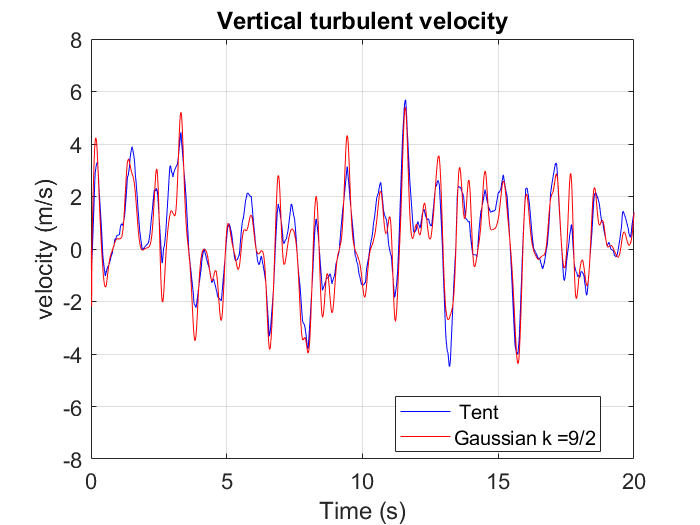 Vertical turbulent velocity
velocity (m/s)
8
6
4
2
0
-2
-4
-6
-8
0
5
10
15
20
Time (s)
Tent
Gaussian k =9/2